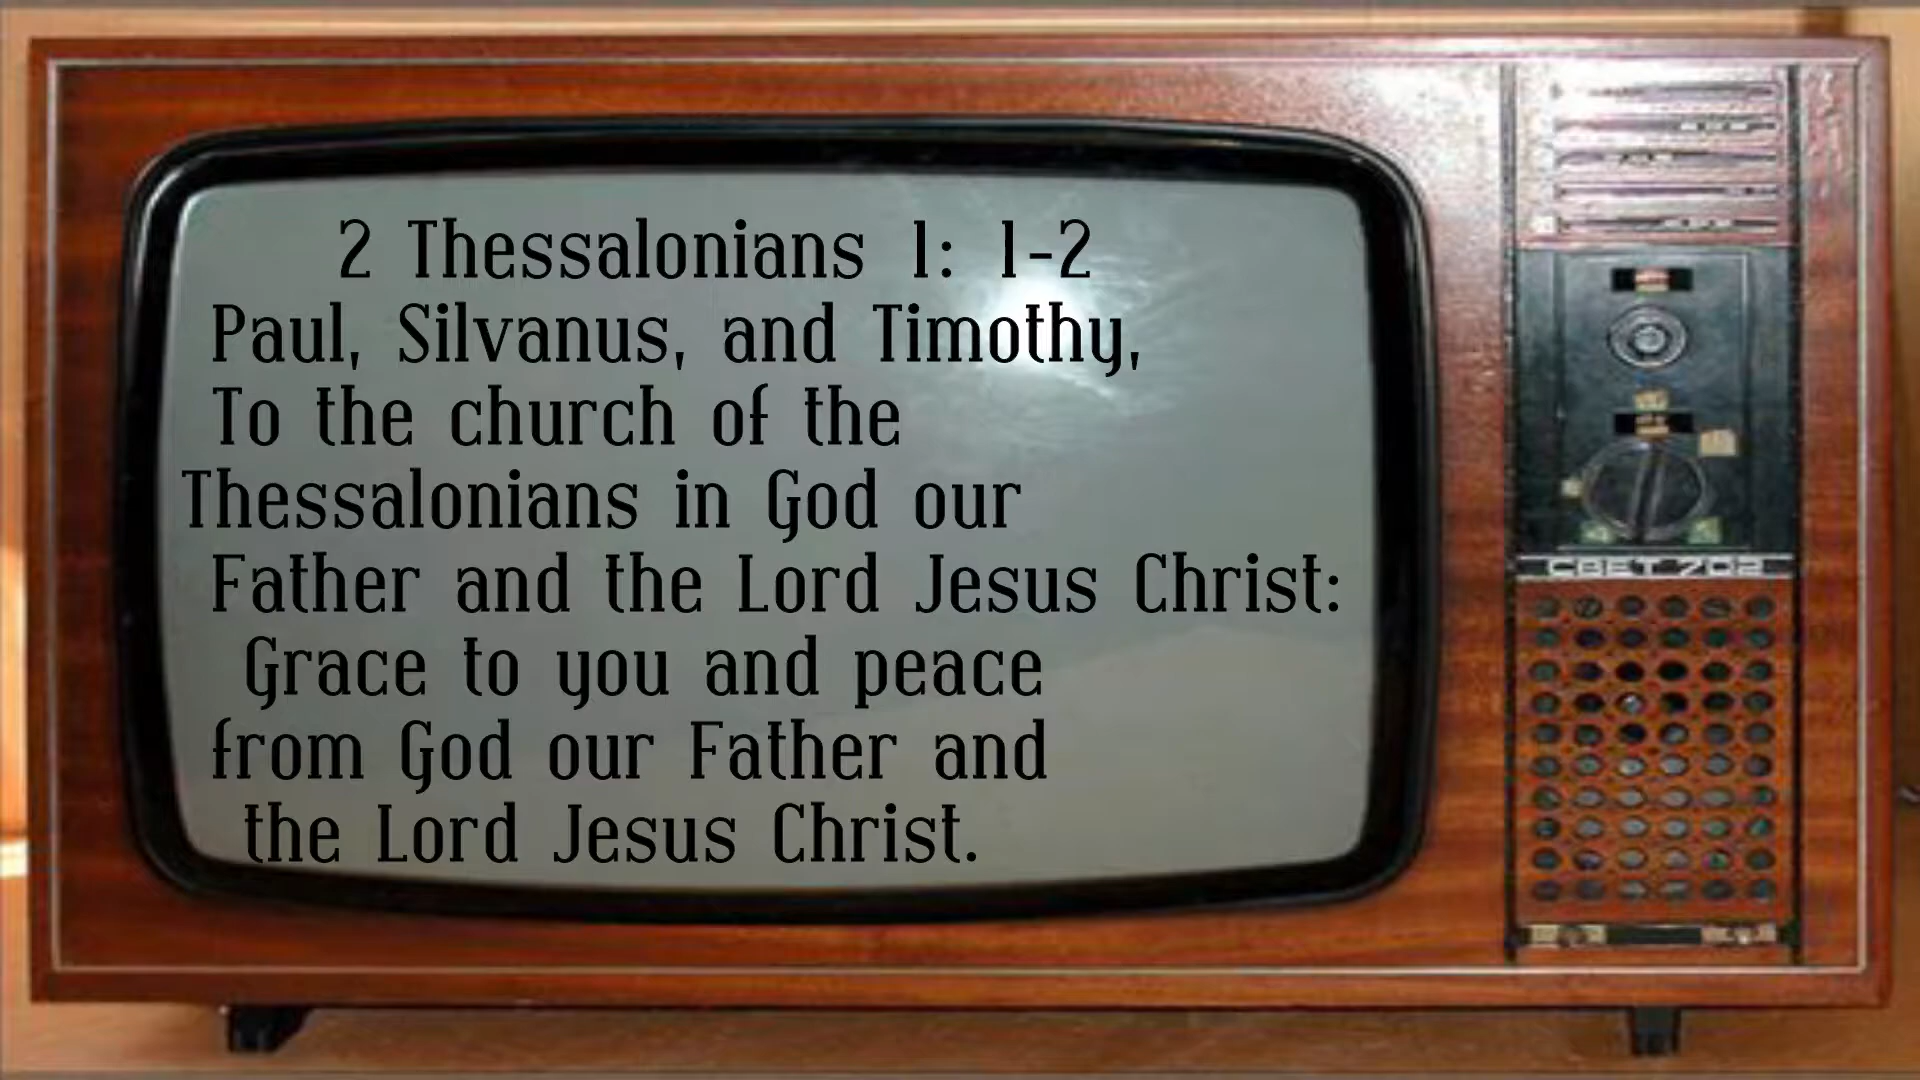 2 Thessalonians 1: 1-2
Paul, Silvanus, and Timothy,
To the church of the
Thessalonians in God our
Father and the Lord Jesus Christ:
Grace to you and peace
from God our Father and
the Lord Jesus Christ.
СВЕТ 202